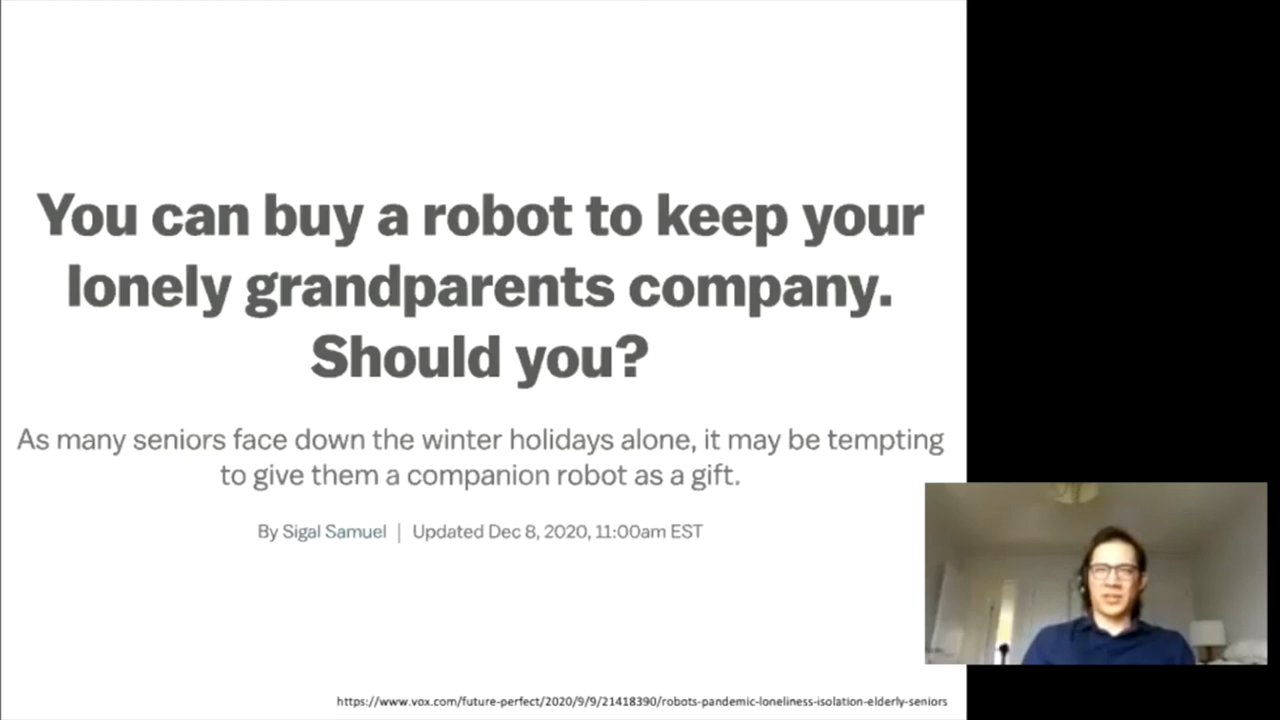 You can buy a robot to keep your
lonely grandparents company.
Should you?
As many seniors face down the winter holidays alone, it may be tempting
to give them a companion robot as a gift.
By Sigal Samuel | Updated Dec 8, 2020, 11:00am EST
https://www.vox.com/future-perfect/2020/9/9/21418390/robots-pandemic-loneliness-isolation-elderly-seniors